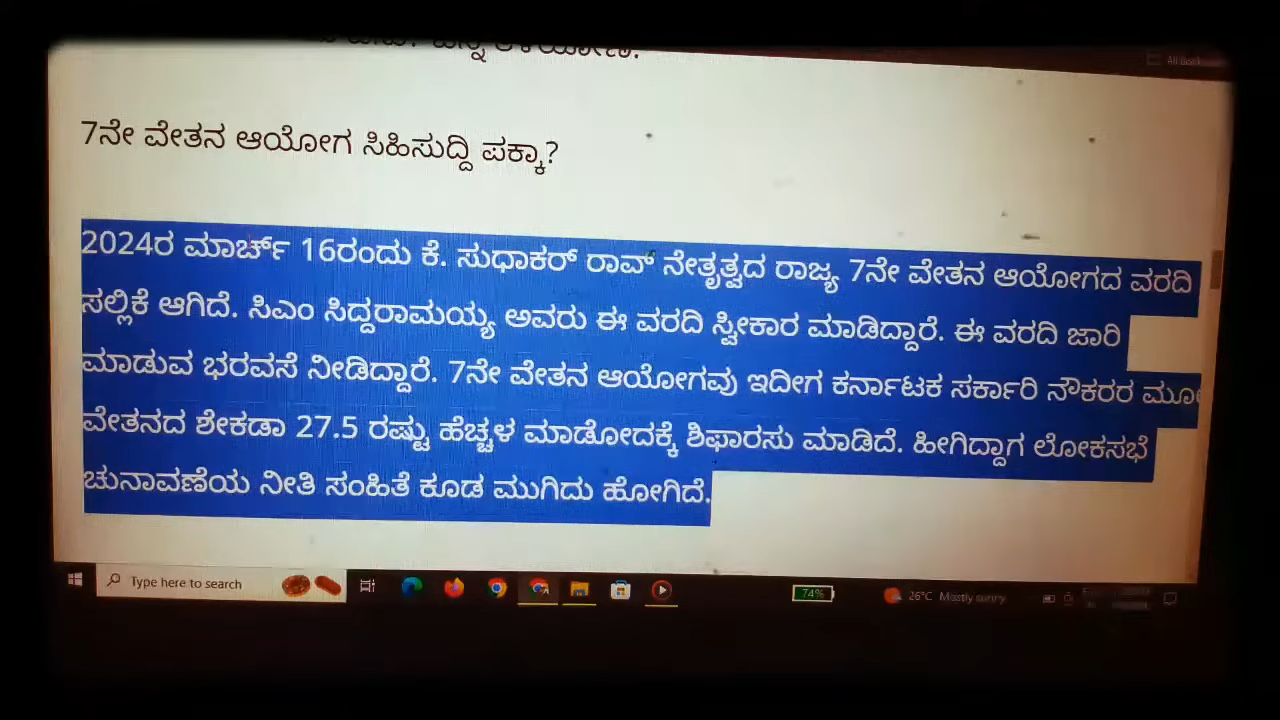 7ನೇ ವೇತನ ಆಯೋಗ ಸಿಹಿಸುದ್ದಿ ಪಕ್ಕಾ?
2024ರ ಮಾರ್ಚ್ 16ರಂದು ಕೆ. ಸುಧಾಕರ್ ರಾವ್ ನೇತೃತ್ವದ ರಾಜ್ಯ 7ನೇ ವೇತನ ಆಯೋಗದ ವರದಿ
ಸಲ್ಲಿಕೆ ಆಗಿದೆ. ಸಿಎಂ ಸಿದ್ದರಾಮಯ್ಯ ಅವರು ಈ ವರದಿ ಸ್ವೀಕಾರ ಮಾಡಿದ್ದಾರೆ. ಈ ವರದಿ ಜಾರಿ
ಮಾಡುವ ಭರವಸೆ ನೀಡಿದ್ದಾರೆ. 7ನೇ ವೇತನ ಆಯೋಗವು ಇದೀಗ ಕರ್ನಾಟಕ ಸರ್ಕಾರಿ ನೌಕರರ
ವೇತನದ ಶೇಕಡಾ 27.5 ರಷ್ಟು ಹೆಚ್ಚಳ ಮಾಡೋದಕ್ಕೆ ಶಿಫಾರಸು ಮಾಡಿದೆ. ಹೀಗಿದ್ದಾಗ ಲೋಕಸಭೆ
ಚುನಾವಣೆಯ ನೀತಿ ಸಂಹಿತೆ ಕೂಡ ಮುಗಿದು ಹೋಗಿದೆ.
Type here to search 74% 26°C Mostly sunny